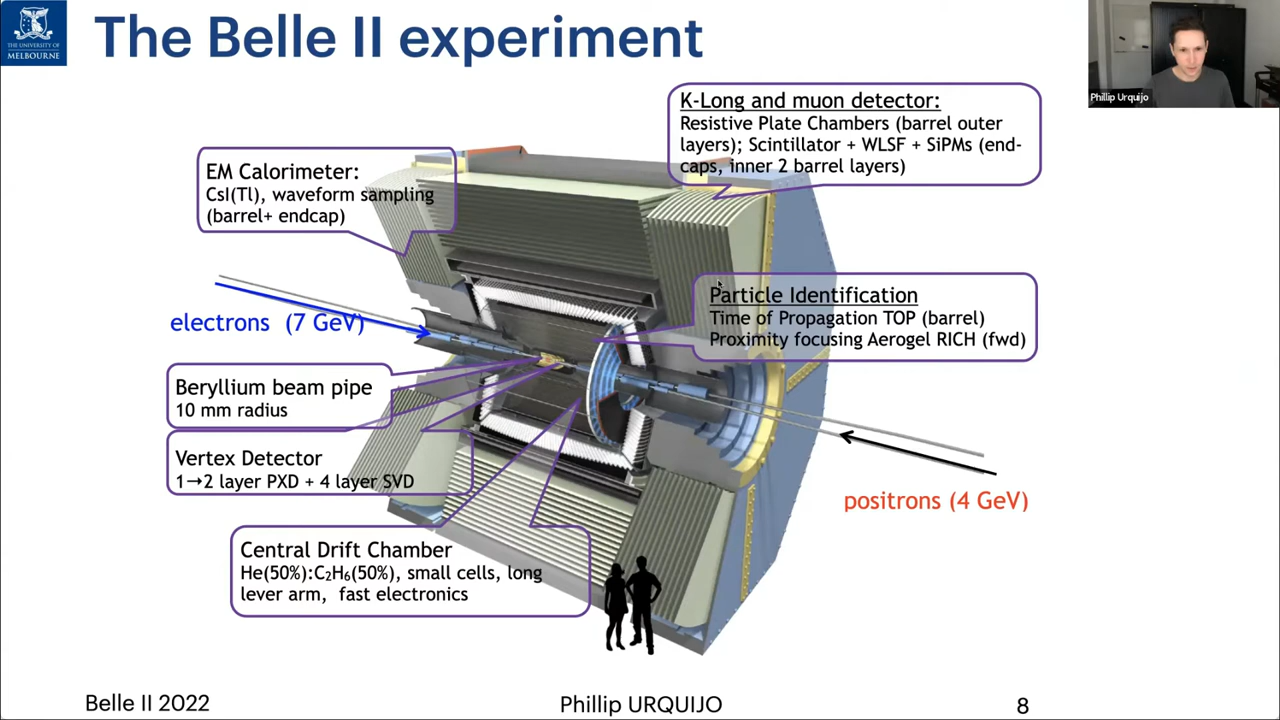 THE UNIVERSITY OF
MELBOURNE
The Belle II experiment
Phillip Urquijo
K-Long and muon detector:
Resistive Plate Chambers (barrel outer
layers); Scintillator + WLSF + SiPMs (end-
caps, inner 2 barrel layers)
EM Calorimeter:
CsI(Tl), waveform sampling
(barrel+ endcap)
Particle Identification
Time of Propagation TOP (barrel)
Proximity focusing Aerogel RICH (fwd)
electrons (7 GeV)
Beryllium beam pipe
10 mm radius
Vertex Detector
1→2 layer PXD + 4 layer SVD
positrons (4 GeV)
Central Drift Chamber
He(50%):C₂H₆(50%), small cells, long
lever arm, fast electronics
Belle II 2022
Phillip URQUIJO
8